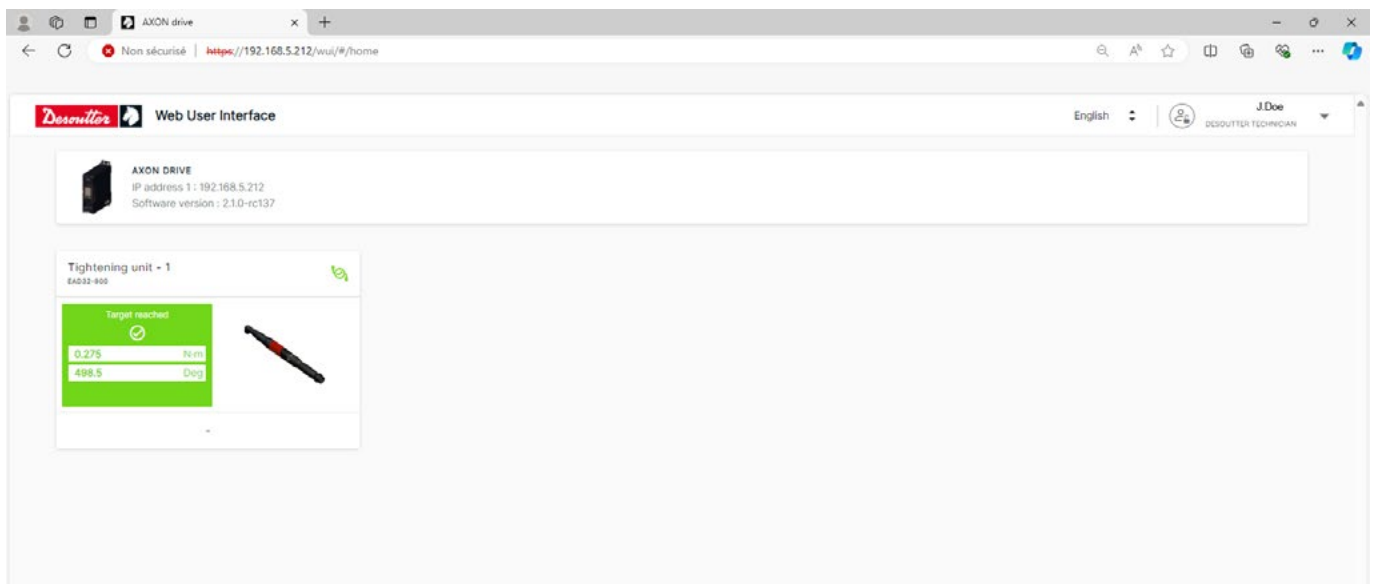 AXON drive
Non sécurisé https://192.168.5.212/wui/#/home
Desoutter Web User Interface
English
J.Doe
DESOUTTER TECHNICIAN
AXON DRIVE
IP address 1 : 192.168.5.212
Software version : 2.1.0-rc137
Tightening unit - 1
EAD32-800
Target reached
0.275 N·m
498.5 Deg
-